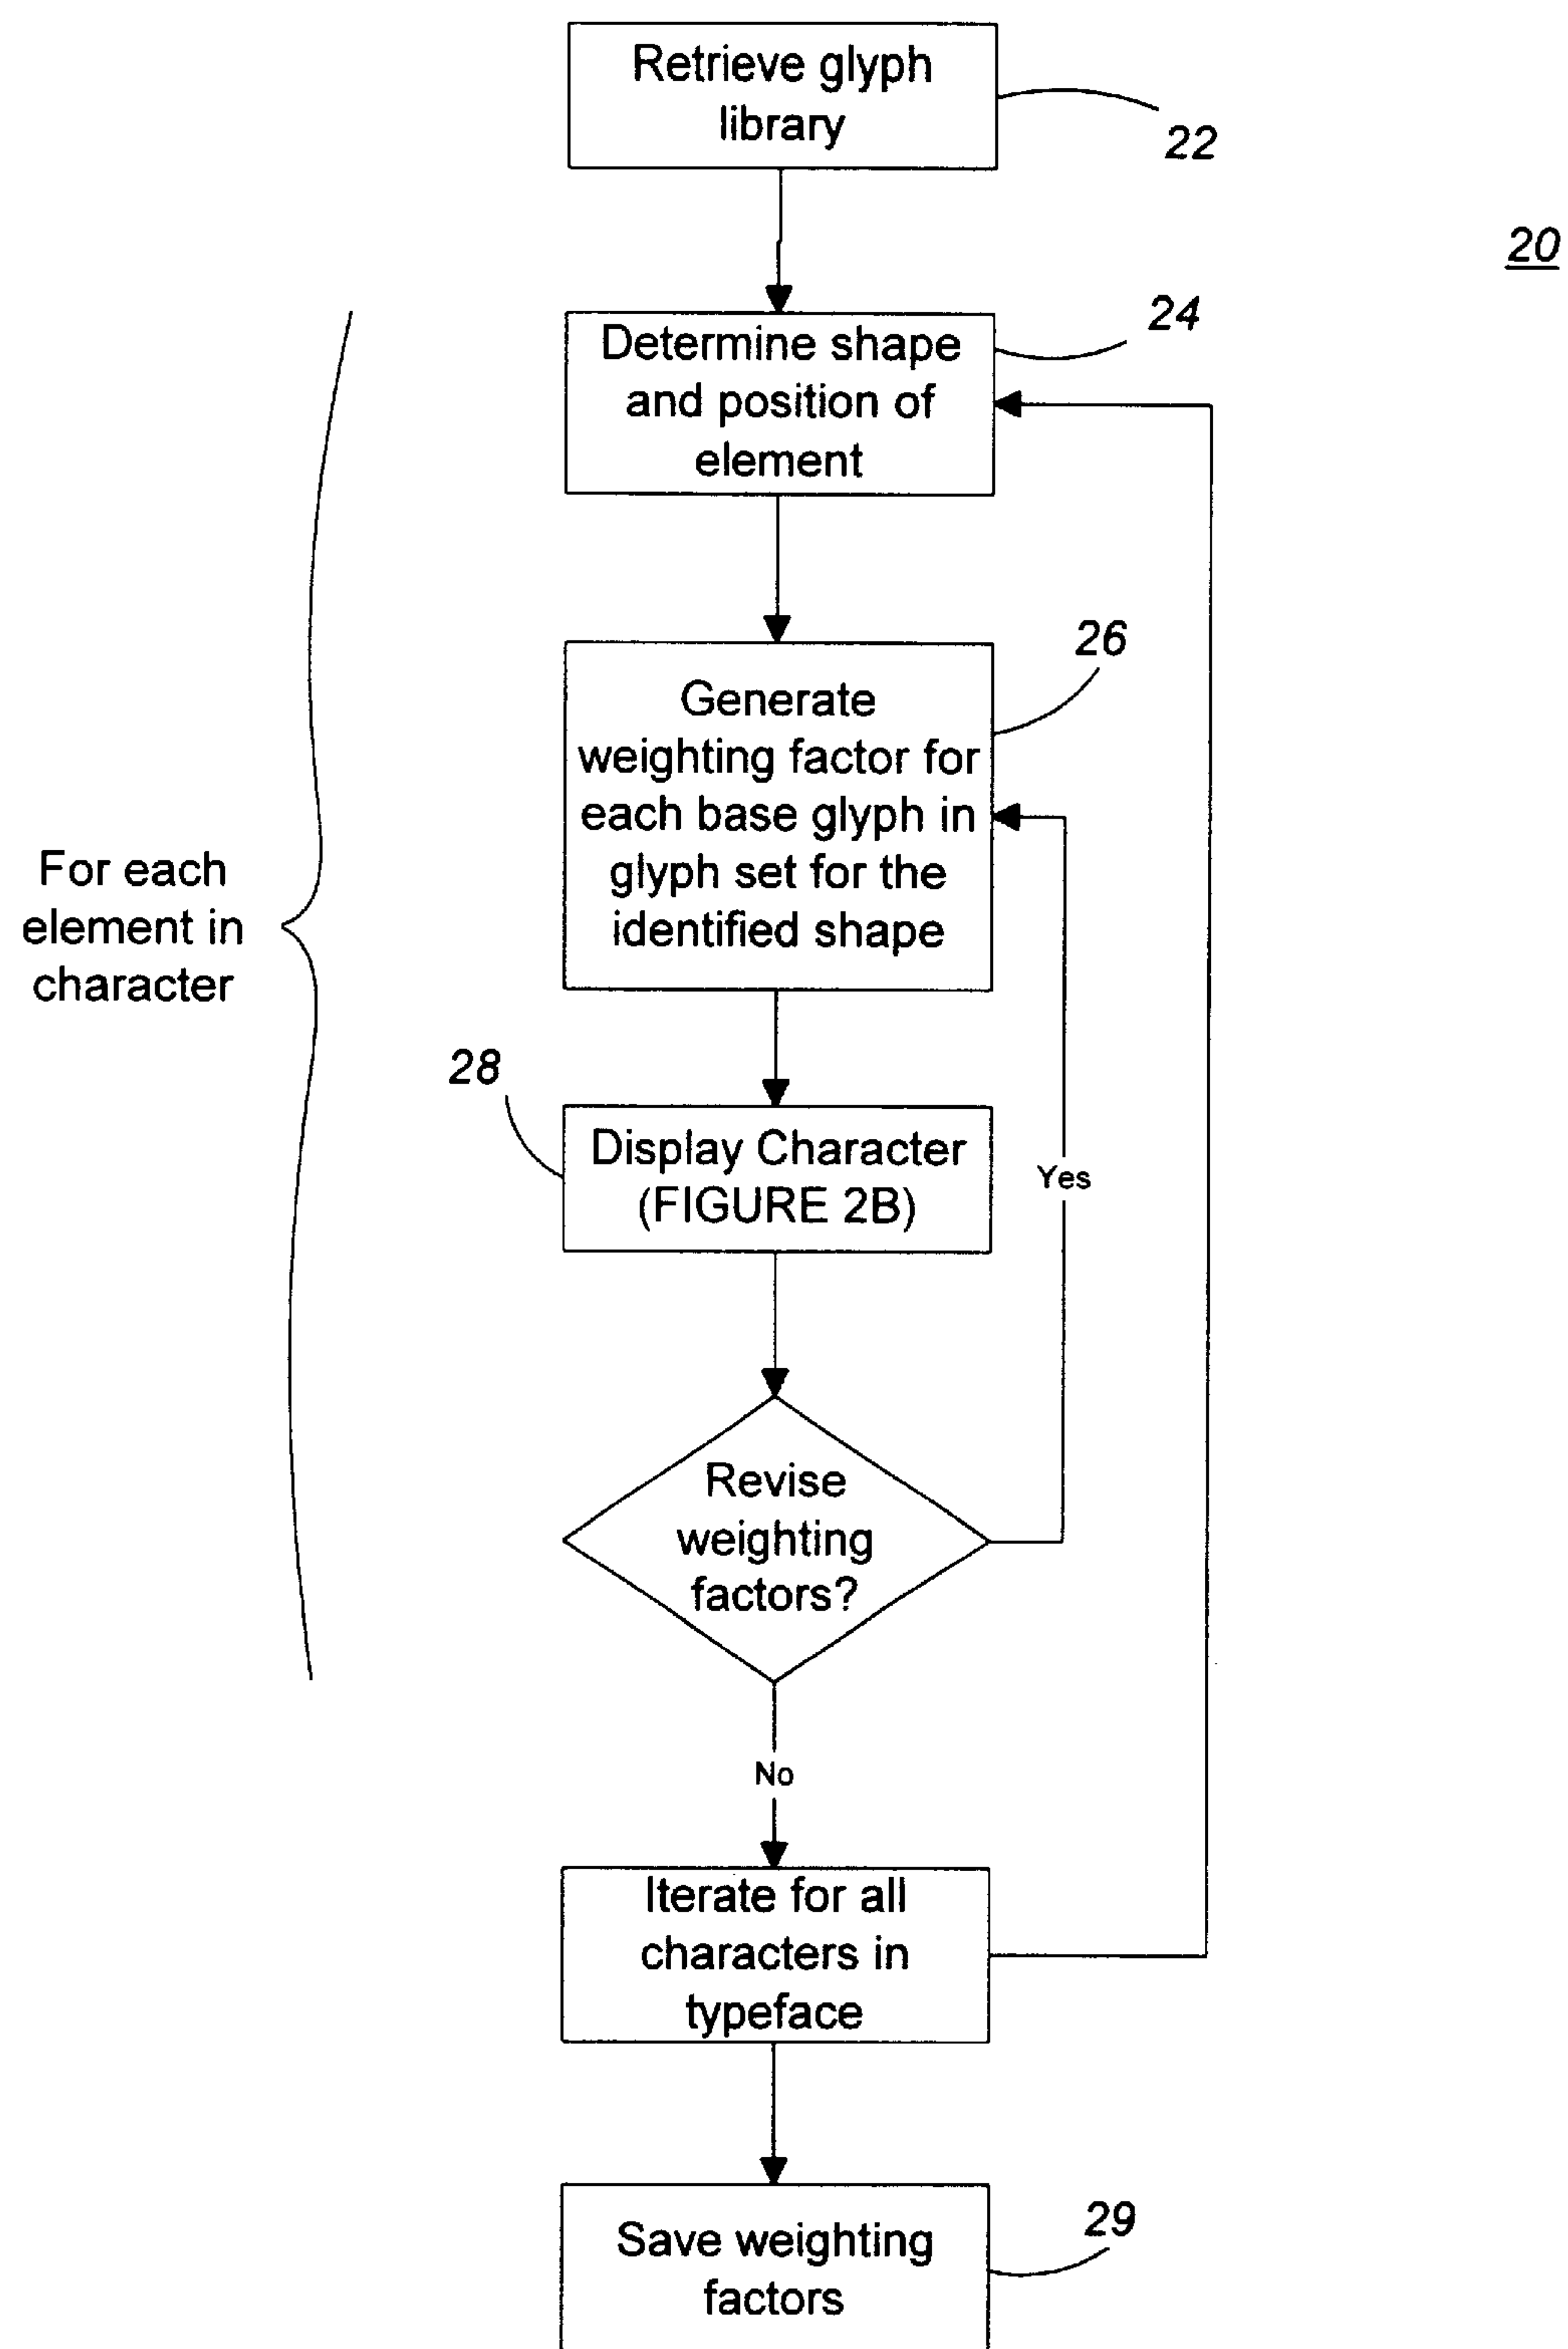 Retrieve glyph
library
22
20
24
Determine shape
and position of
element
26
Generate
weighting factor for
each base glyph in
glyph set for the
identified shape
For each
element in
character
28
Display Character
(FIGURE 2B)
Yes
Revise
weighting
factors?
No
Iterate for all
characters in
typeface
29
Save weighting
factors